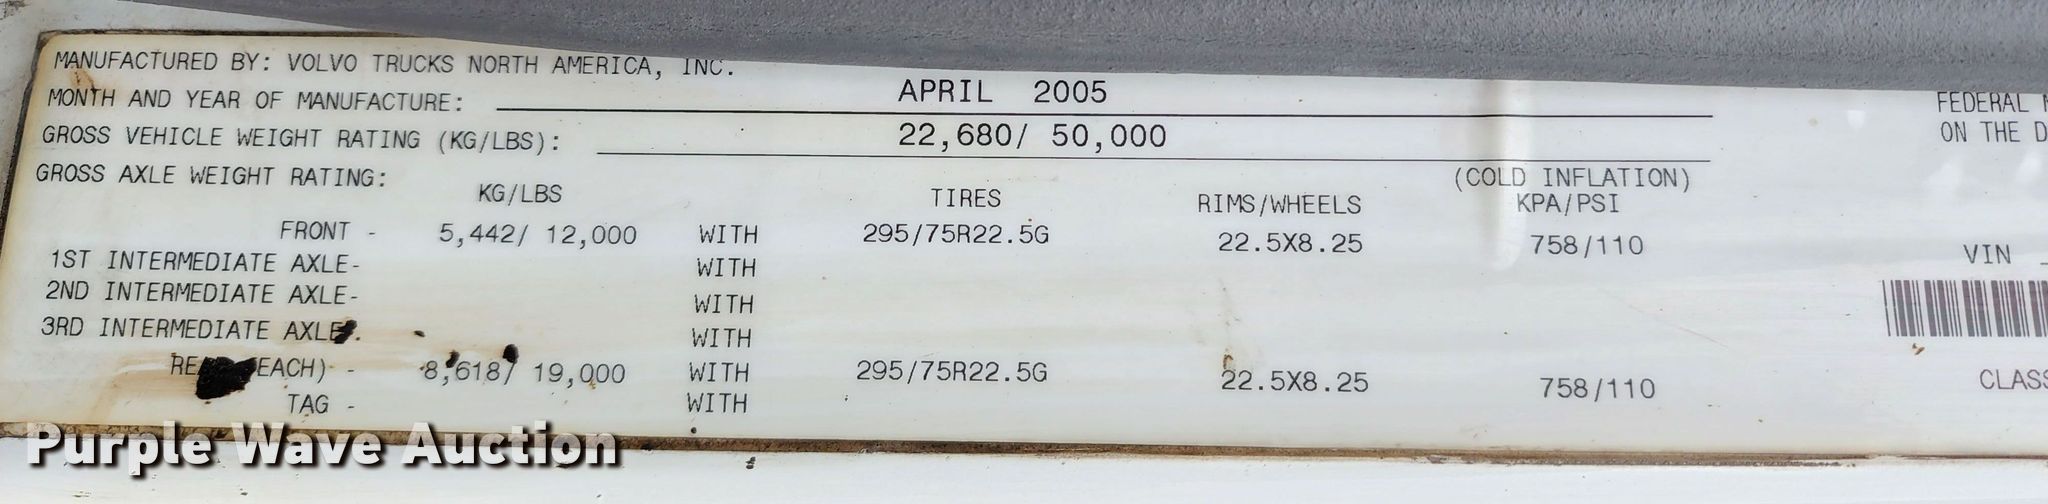 MANUFACTURED BY: VOLVO TRUCKS NORTH AMERICA, INC.
MONTH AND YEAR OF MANUFACTURE: APRIL 2005
GROSS VEHICLE WEIGHT RATING (KG/LBS): 22,680/ 50,000
GROSS AXLE WEIGHT RATING:
KG/LBS TIRES RIMS/WHEELS (COLD INFLATION) KPA/PSI
FRONT - 5,442/ 12,000 WITH 295/75R22.5G 22.5X8.25 758/110
1ST INTERMEDIATE AXLE- WITH
2ND INTERMEDIATE AXLE- WITH
3RD INTERMEDIATE AXLE- WITH
EACH) - 8,618/ 19,000 WITH 295/75R22.5G 22.5X8.25 758/110
TAG - WITH
FEDERAL
ON THE
VIN
CLASS
Purple Wave Auction